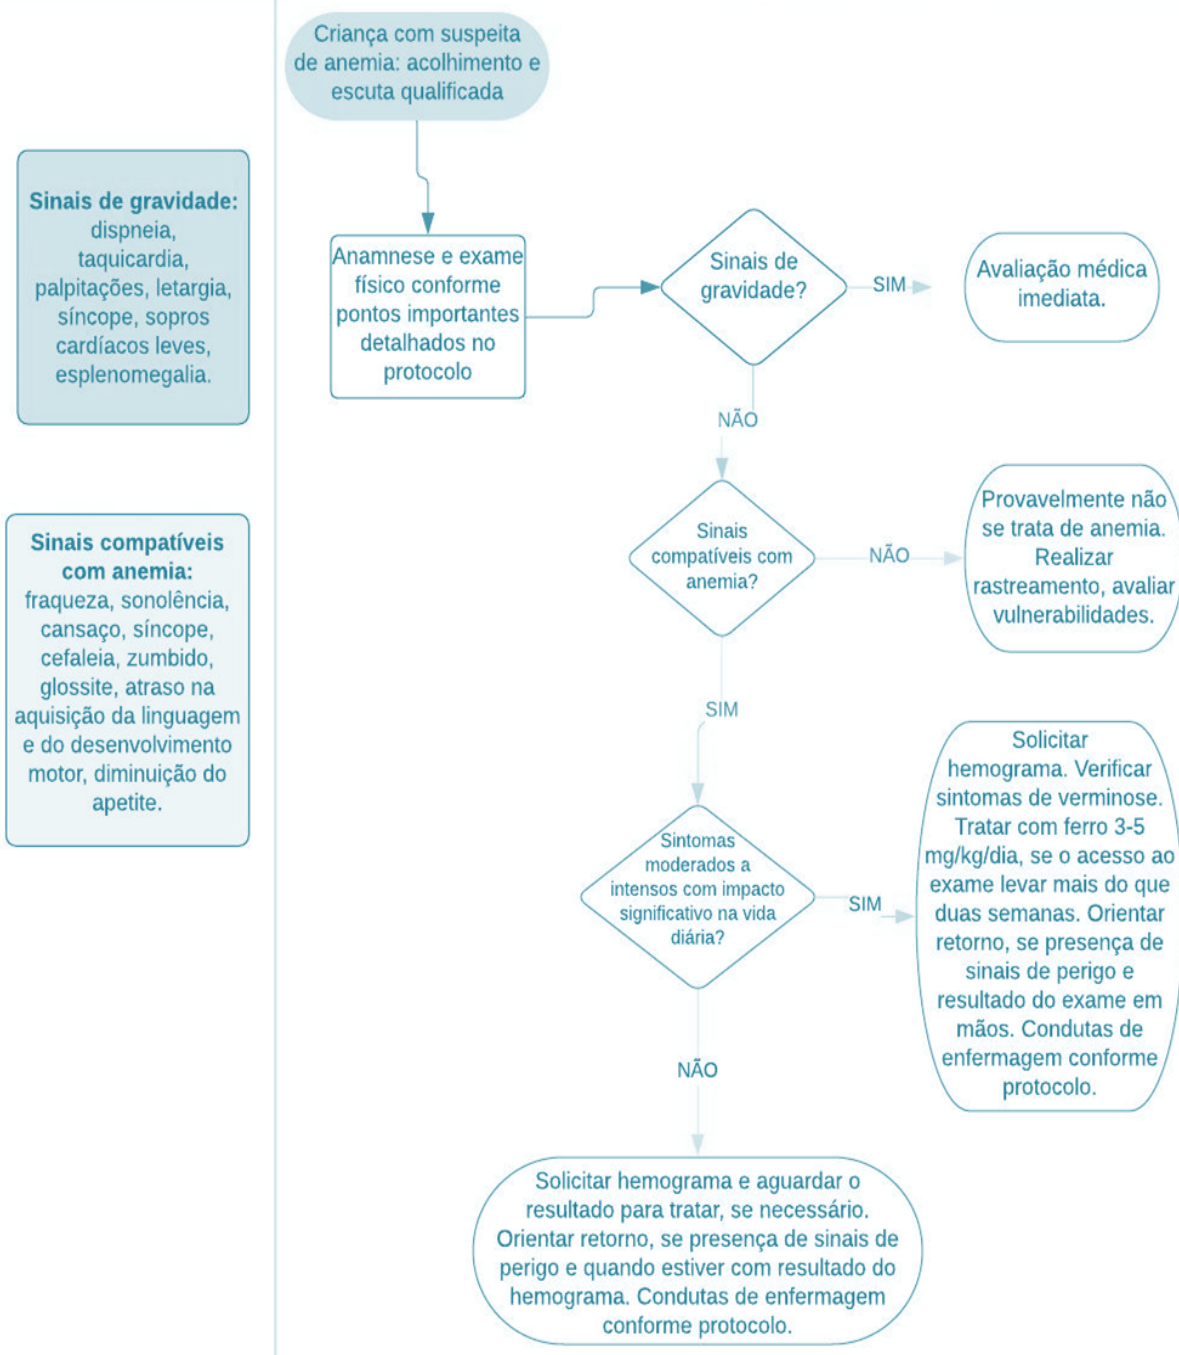 Criança com suspeita
de anemia: acolhimento e
escuta qualificada
Sinais de gravidade:
dispneia,
taquicardia,
palpitações, letargia,
síncope, sopros
cardíacos leves,
esplenomegalia.
Anamnese e exame
físico conforme
pontos importantes
detalhados no
protocolo
Sinais de
gravidade?
SIM
Avaliação médica
imediata.
NÃO
Sinais compatíveis
com anemia:
fraqueza, sonolência,
cansaço, síncope,
cefaleia, zumbido,
glossite, atraso na
aquisição da linguagem
e do desenvolvimento
motor, diminuição do
apetite.
Sinais
compatíveis com
anemia?
NÃO
Provavelmente não
se trata de anemia.
Realizar
rastreamento, avaliar
vulnerabilidades.
SIM
Sintomas
moderados a
intensos com impacto
significativo na vida
diária?
SIM
Solicitar
hemograma. Verificar
sintomas de verminose.
Tratar com ferro 3-5
mg/kg/dia, se o acesso ao
exame levar mais do que
duas semanas. Orientar
retorno, se presença de
sinais de perigo e
resultado do exame em
mãos. Condutas de
enfermagem conforme
protocolo.
NÃO
Solicitar hemograma e aguardar o
resultado para tratar, se necessário.
Orientar retorno, se presença de sinais de
perigo e quando estiver com resultado do
hemograma. Condutas de enfermagem
conforme protocolo.